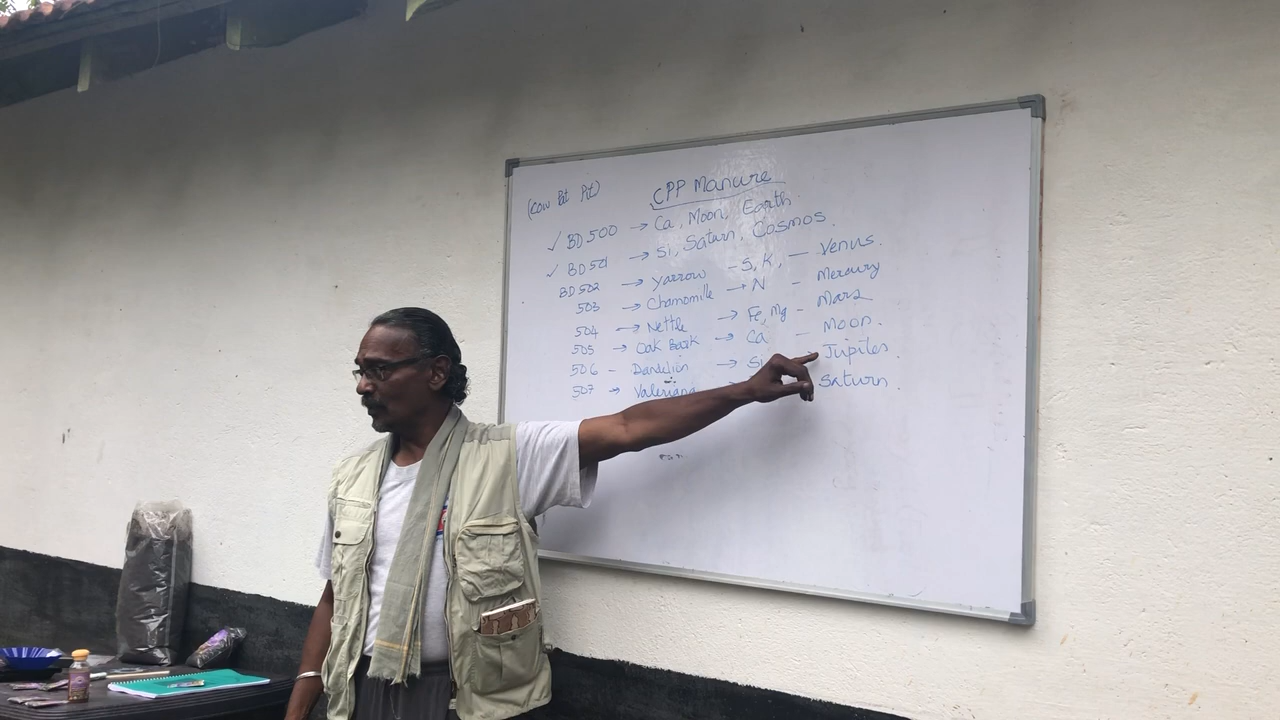 (Cow Pat Pit)
CPP Manure
✓ BD 500 → Ca, Moon, Earth
✓ BD 501 → Si, Saturn, Cosmos.
BD 502 → Yarrow - S, K, — Venus.
503 → Chamomile → N - Mercury
504 → Nettle → Fe, Mg - Mars
505 → Oak Bark → Ca - Moon.
506 - Dandelion → Si Jupiter
507 → Valeriana Saturn.